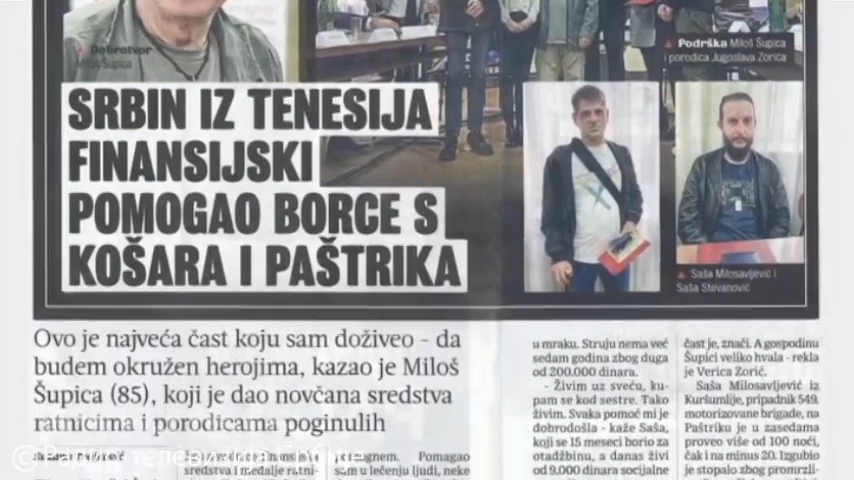 Dobrotvor
Miloš Šupica
Podrška Miloš Šupica
i porodica Jugoslava Zorića
SRBIN IZ TENESIJA
FINANSIJSKI
POMOGAO BORCE S
KOŠARA I PAŠTRIKA
Saša Milosavljević i
Saša Stevanović
Ovo je najveća čast koju sam doživeo - da
budem okružen herojima, kazao je Miloš
Šupica (85), koji je dao novčana sredstva
ratnicima i porodicama poginulih
sredstva i medalje ratni-
Pomagao
sam u lečenju ljudi, neke
u mraku. Struju nema već
sedam godina zbog duga
od 200.000 dinara.
- Živim uz sveću, ku-
pam se kod sestre. Tako
živim. Svaka pomoć mi je
dobrodošla - kaže Saša,
koji se 15 meseci borio za
otadžbinu, a danas živi
od 9.000 dinara socijalne
čast je, znači. A gospodinu
Šupici veliko hvala - rekla
je Verica Zorić.
Saša Milosavljević iz
Kuršumlije, pripadnik 549.
motorizovane brigade, na
Paštriku je u zasedama
proveo više od 100 noći,
čak i na minus 20. Izgubio
je stopalo zbog promrzli-
© Радио телевизија